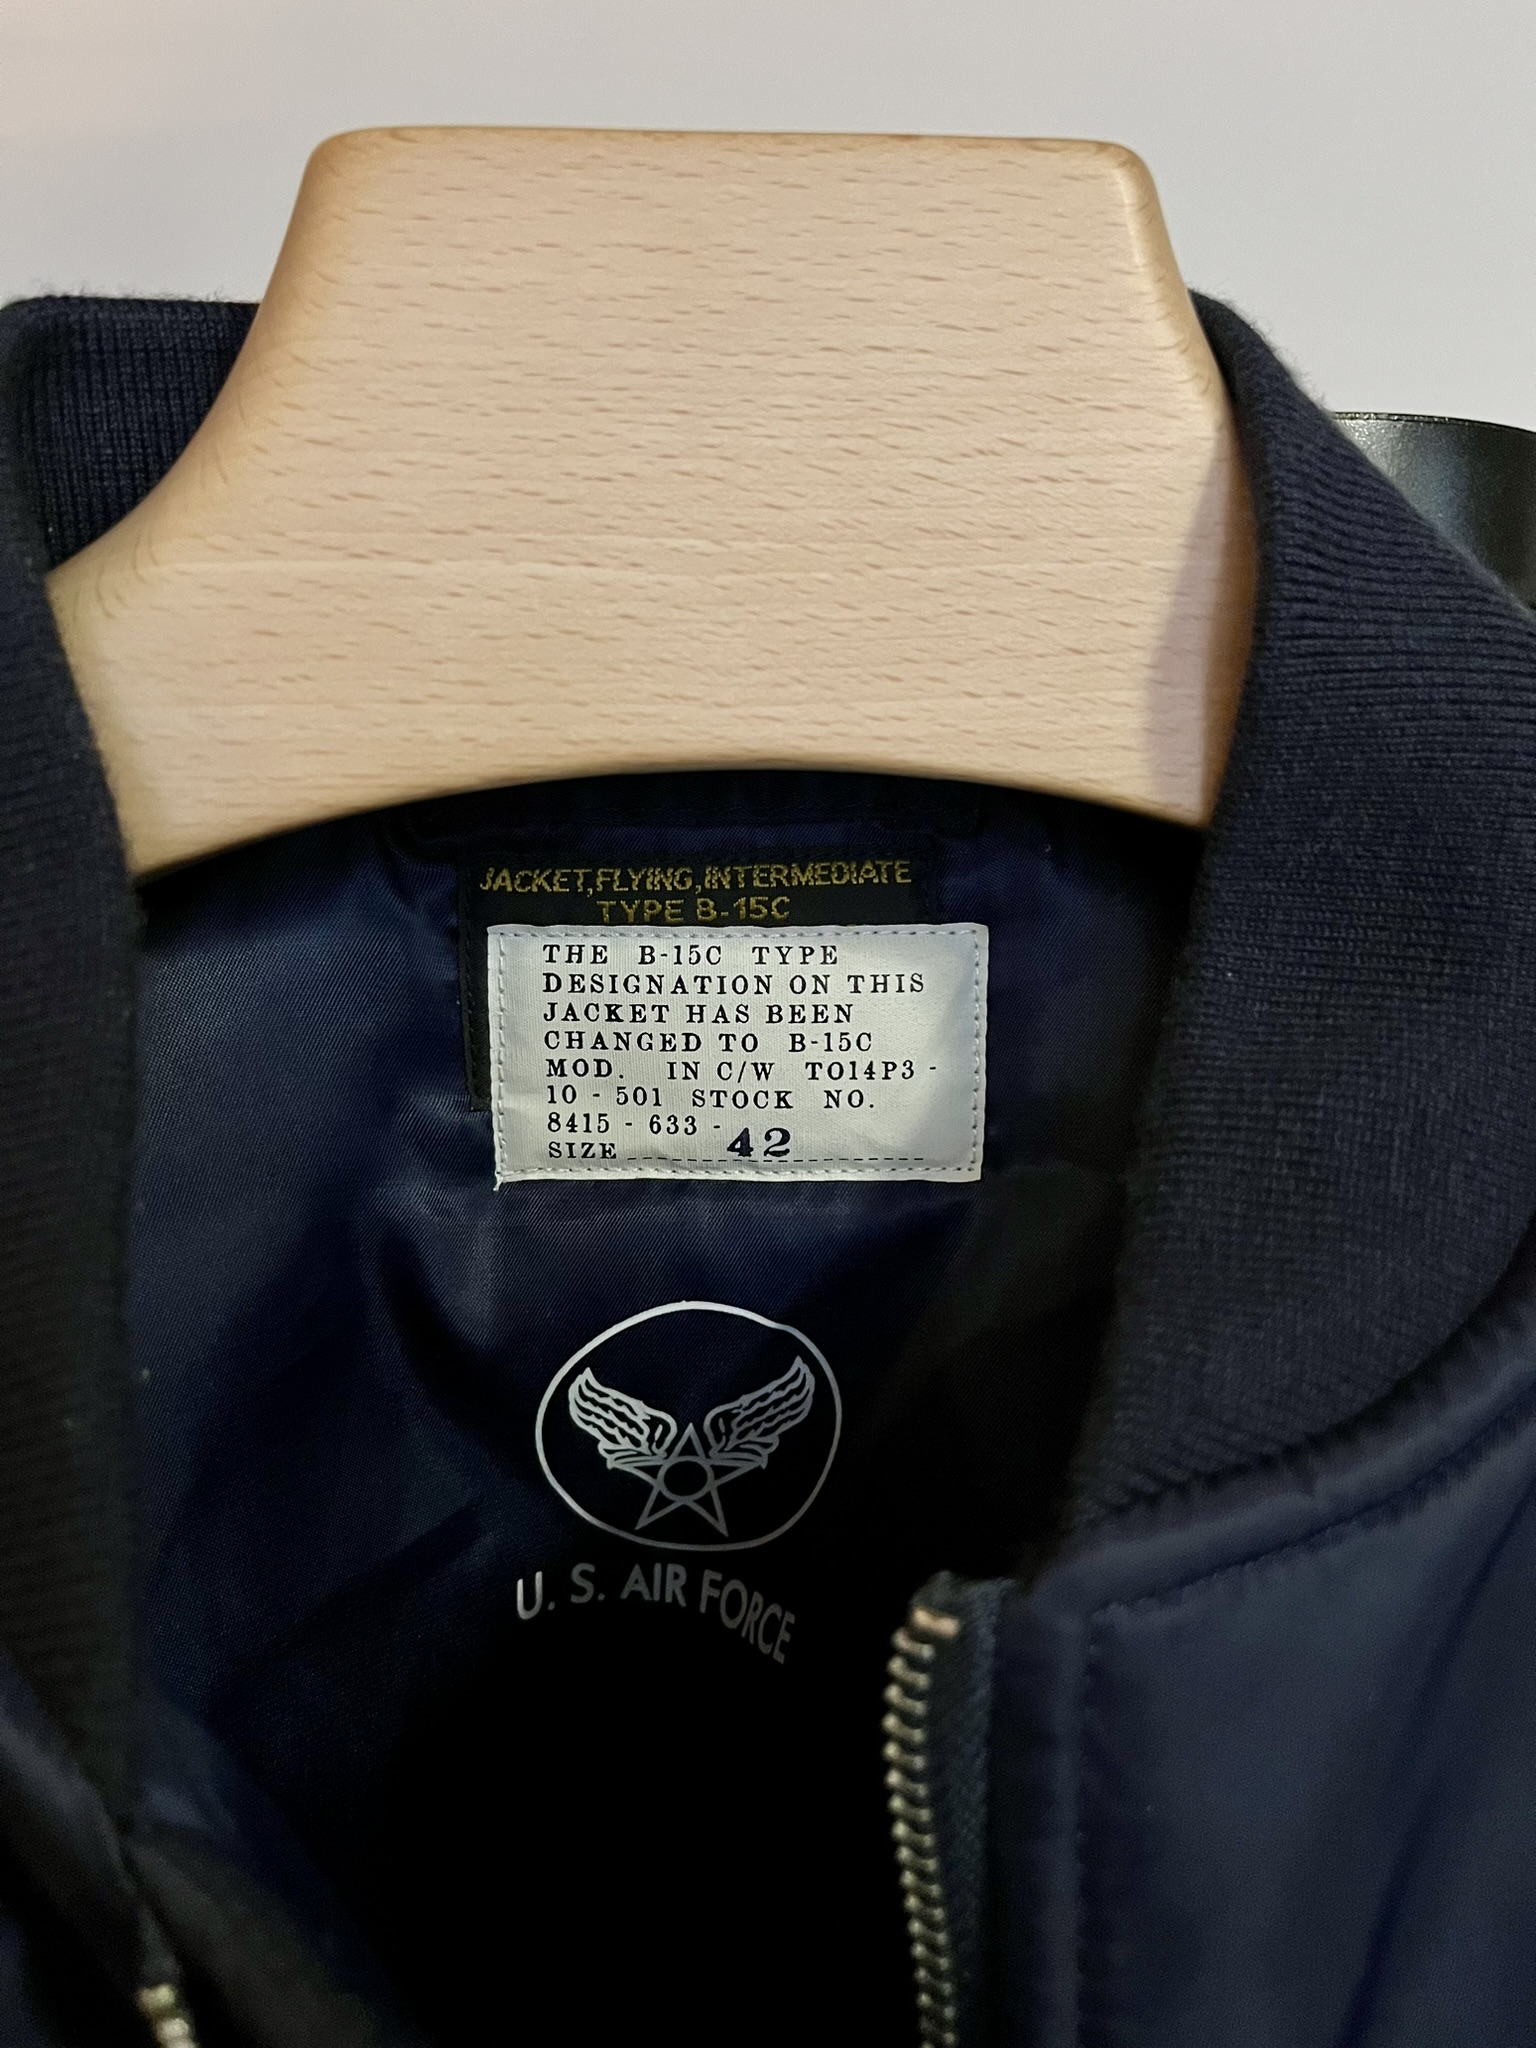 JACKET,FLYING,INTERMEDIATE
TYPE B-15C
THE B-15C TYPE
DESIGNATION ON THIS
JACKET HAS BEEN
CHANGED TO B-15C
MOD. IN C/W TO14P3 -
10 - 501 STOCK NO.
8415 - 633 -
SIZE 42
U. S. AIR FORCE